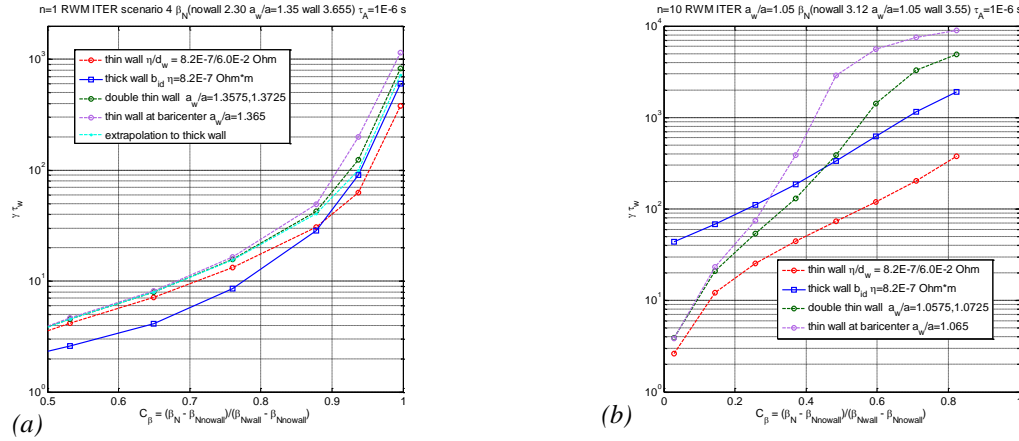 n=1 RWM ITER scenario 4 β_N(nowall 2.30 a_w/a=1.35 wall 3.655) τ_A=1E-6 s
10^3
10^2
10^1
10^0
γ τ_w
thin wall η/d_w = 8.2E-7/6.0E-2 Ohm
thick wall b_id η=8.2E-7 Ohm*m
double thin wall a_w/a=1.3575,1.3725
thin wall at baricenter a_w/a=1.365
extrapolation to thick wall
0.5 0.6 0.7 0.8 0.9 1
C_β = (β_N - β_Nnowall)/(β_Nwall - β_Nnowall)
(a)
n=10 RWM ITER a_w/a=1.05 β_N(nowall 3.12 a_w/a=1.05 wall 3.55) τ_A=1E-6 s
10^4
10^3
10^2
10^1
10^0
γ τ_w
thin wall η/d_w = 8.2E-7/6.0E-2 Ohm
thick wall b_id η=8.2E-7 Ohm*m
double thin wall a_w/a=1.0575,1.0725
thin wall at baricenter a_w/a=1.065
0 0.2 0.4 0.6 0.8 1
C_β = (β_N - β_Nnowall)/(β_Nwall - β_Nnowall)
(b)